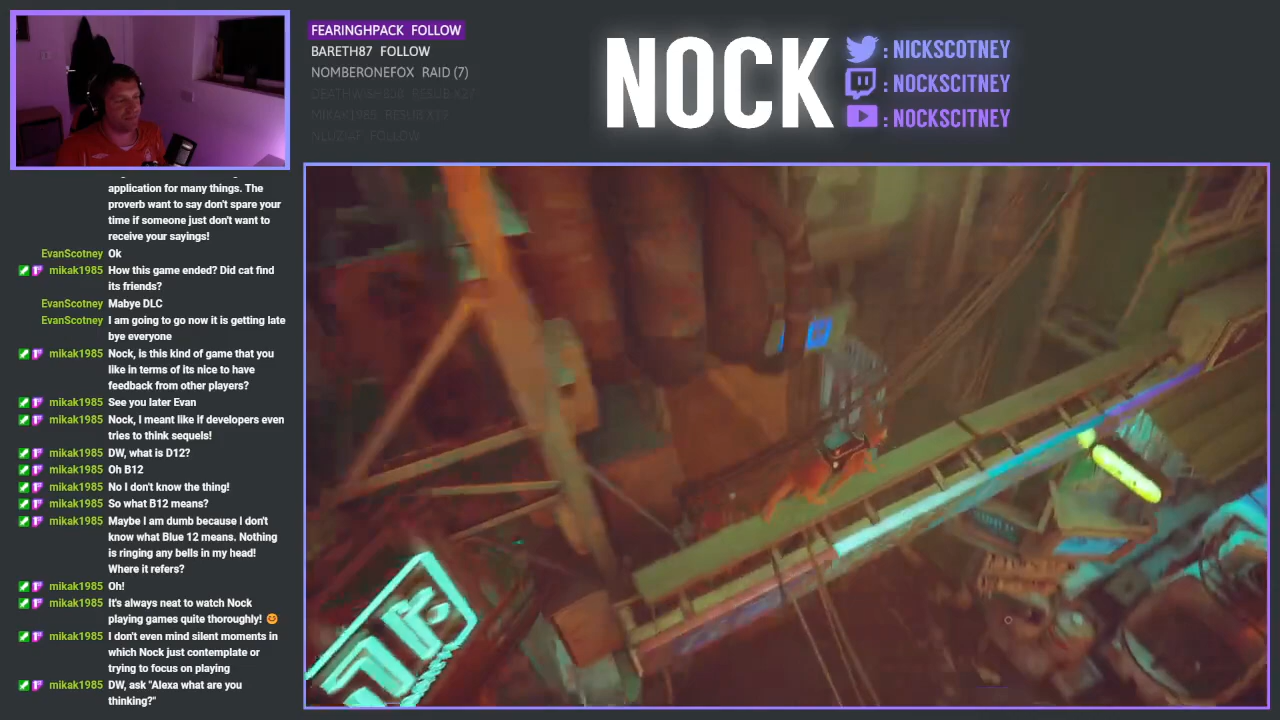 FEARINGHPACK FOLLOW
BARETH87 FOLLOW
NOMBERONEFOX RAID (7)
MIKAK1985 RESUB X19
FOLLOW
NOCK
: NICKSCOTNEY
: NOCKSCITNEY
: NOCKSCITNEY
application for many things. The
proverb want to say don't spare your
time if someone just don't want to
receive your sayings!
EvanScotney Ok
mikak1985 How this game ended? Did cat find
its friends?
EvanScotney Mabye DLC
EvanScotney I am going to go now it is getting late
bye everyone
mikak1985 Nock, is this kind of game that you
like in terms of its nice to have
feedback from other players?
mikak1985 See you later Evan
mikak1985 Nock, I meant like if developers even
tries to think sequels!
mikak1985 DW, what is D12?
mikak1985 Oh B12
mikak1985 No I don't know the thing!
mikak1985 So what B12 means?
mikak1985 Maybe I am dumb because I don't
know what Blue 12 means. Nothing
is ringing any bells in my head!
Where it refers?
mikak1985 Oh!
mikak1985 It's always neat to watch Nock
playing games quite thoroughly! 😊
mikak1985 I don't even mind silent moments in
which Nock just contemplate or
trying to focus on playing
mikak1985 DW, ask "Alexa what are you
thinking?"